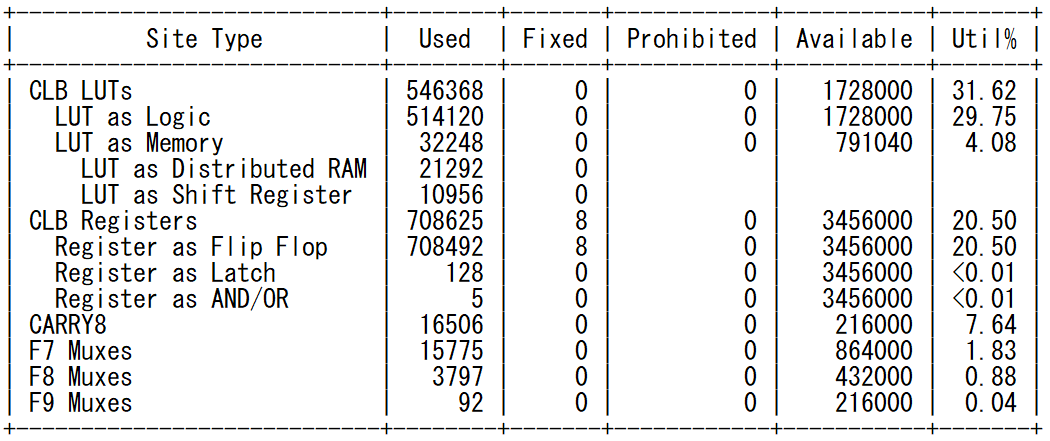 +----------------------------+--------+-------+------------+-----------+-------+
|          Site Type         |  Used  | Fixed | Prohibited | Available | Util% |
+----------------------------+--------+-------+------------+-----------+-------+
| CLB LUTs                   | 546368 |     0 |          0 |   1728000 | 31.62 |
|   LUT as Logic             | 514120 |     0 |          0 |   1728000 | 29.75 |
|   LUT as Memory            |  32248 |     0 |          0 |    791040 |  4.08 |
|     LUT as Distributed RAM |  21292 |     0 |            |           |       |
|     LUT as Shift Register  |  10956 |     0 |            |           |       |
| CLB Registers              | 708625 |     8 |          0 |   3456000 | 20.50 |
|   Register as Flip Flop    | 708492 |     8 |          0 |   3456000 | 20.50 |
|   Register as Latch        |    128 |     0 |          0 |   3456000 | <0.01 |
|   Register as AND/OR       |      5 |     0 |          0 |   3456000 | <0.01 |
| CARRY8                     |  16506 |     0 |          0 |    216000 |  7.64 |
| F7 Muxes                   |  15775 |     0 |          0 |    864000 |  1.83 |
| F8 Muxes                   |   3797 |     0 |          0 |    432000 |  0.88 |
| F9 Muxes                   |     92 |     0 |          0 |    216000 |  0.04 |
+----------------------------+--------+-------+------------+-----------+-------+